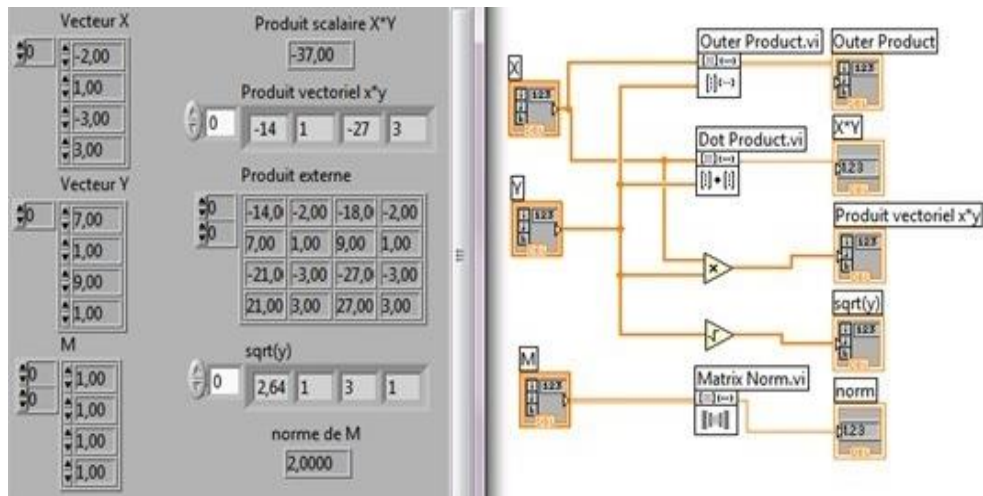 Vecteur X
0
-2,00
1,00
-3,00
3,00
Vecteur Y
0
7,00
1,00
9,00
1,00
M
0
0
1,00
1,00
1,00
1,00
Produit scalaire X*Y
-37,00
Produit vectoriel x*y
0 -14 1 -27 3
Produit externe
0 -14,0 -2,00 -18,0 -2,00
0 7,00 1,00 9,00 1,00
-21,0 -3,00 -27,0 -3,00
21,00 3,00 27,00 3,00
sqrt(y)
0 2,64 1 3 1
norme de M
2,0000
X
Y
M
Outer Product.vi
Dot Product.vi
Matrix Norm.vi
Outer Product
X*Y
1.23
Produit vectoriel x*y
sqrt(y)
norm
1.23